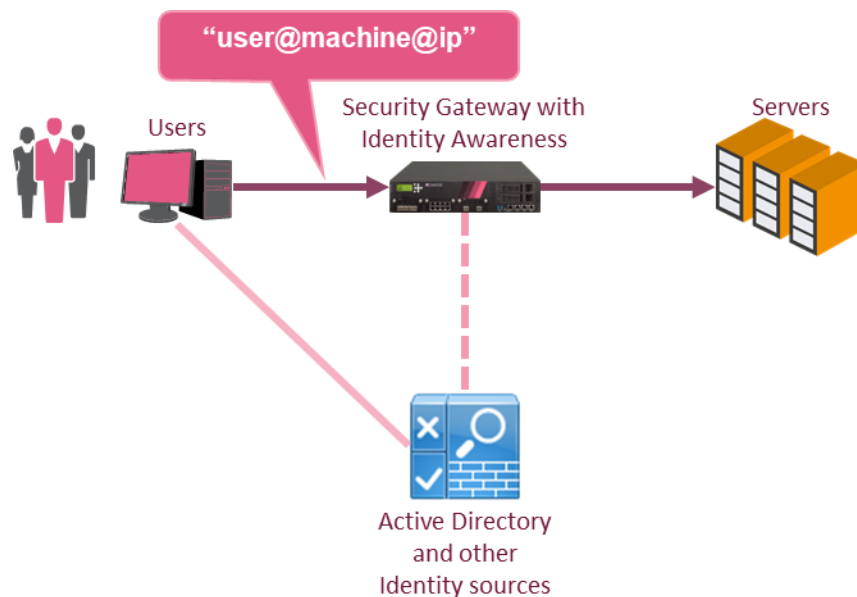 “user@machine@ip”
Users
Security Gateway with
Identity Awareness
Servers
Active Directory
and other
Identity sources